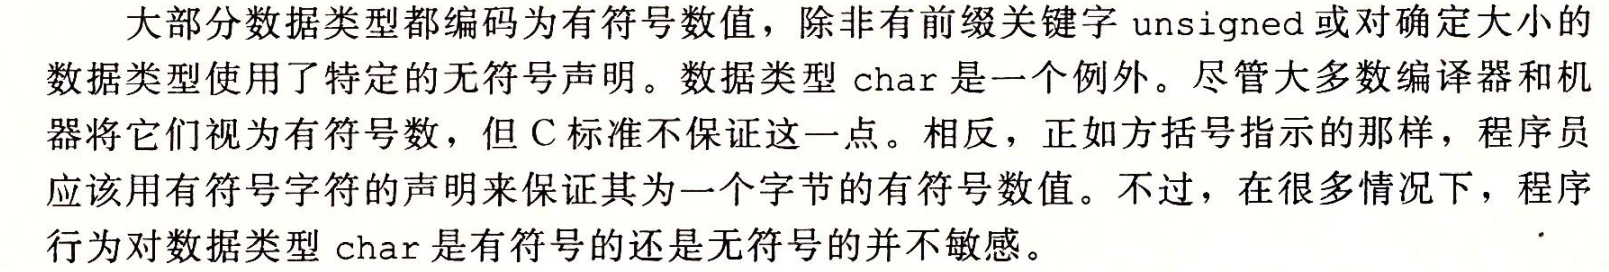 大部分数据类型都编码为有符号数值，除非有前缀关键字 unsigned 或对确定大小的
数据类型使用了特定的无符号声明。数据类型 char 是一个例外。尽管大多数编译器和机
器将它们视为有符号数，但 C 标准不保证这一点。相反，正如方括号指示的那样，程序员
应该用有符号字符的声明来保证其为一个字节的有符号数值。不过，在很多情况下，程序
行为对数据类型 char 是有符号的还是无符号的并不敏感。